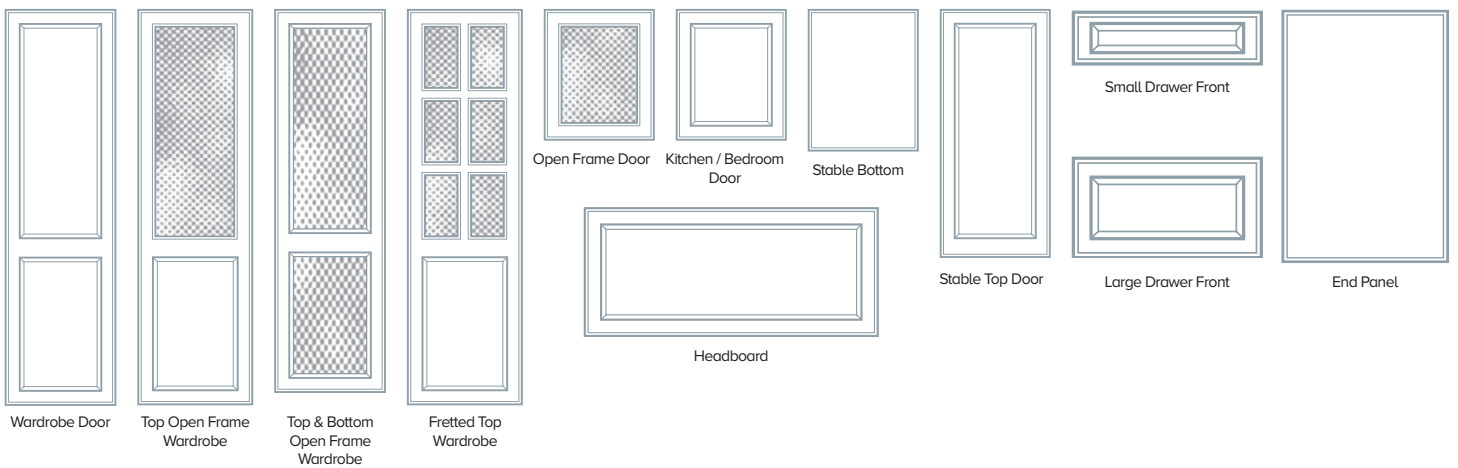 Small Drawer Front
Open Frame Door
Kitchen / Bedroom
Door
Stable Bottom
Stable Top Door
Large Drawer Front
End Panel
Headboard
Wardrobe Door
Top Open Frame
Wardrobe
Top & Bottom
Open Frame
Wardrobe
Fretted Top
Wardrobe